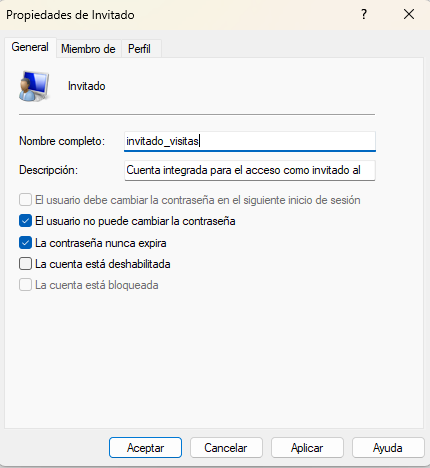 Propiedades de Invitado
?
General Miembro de Perfil
Invitado
Nombre completo: invitado_visitas
Descripción: Cuenta integrada para el acceso como invitado al
El usuario debe cambiar la contraseña en el siguiente inicio de sesión
El usuario no puede cambiar la contraseña
La contraseña nunca expira
La cuenta está deshabilitada
La cuenta está bloqueada
Aceptar Cancelar Aplicar Ayuda